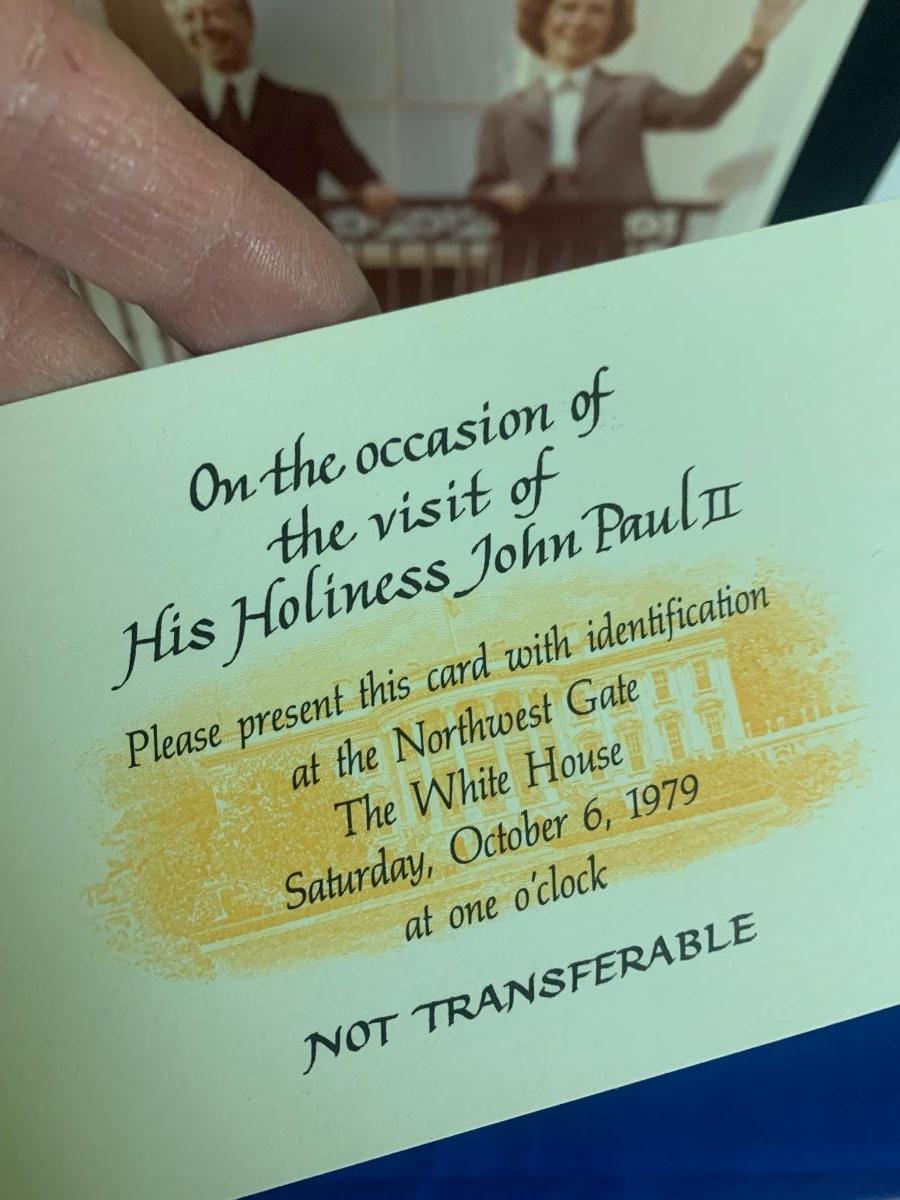 On the occasion of
the visit of
His Holiness John Paul II
Please present this card with identification
at the Northwest Gate
The White House
Saturday, October 6, 1979
at one o'clock
NOT TRANSFERABLE